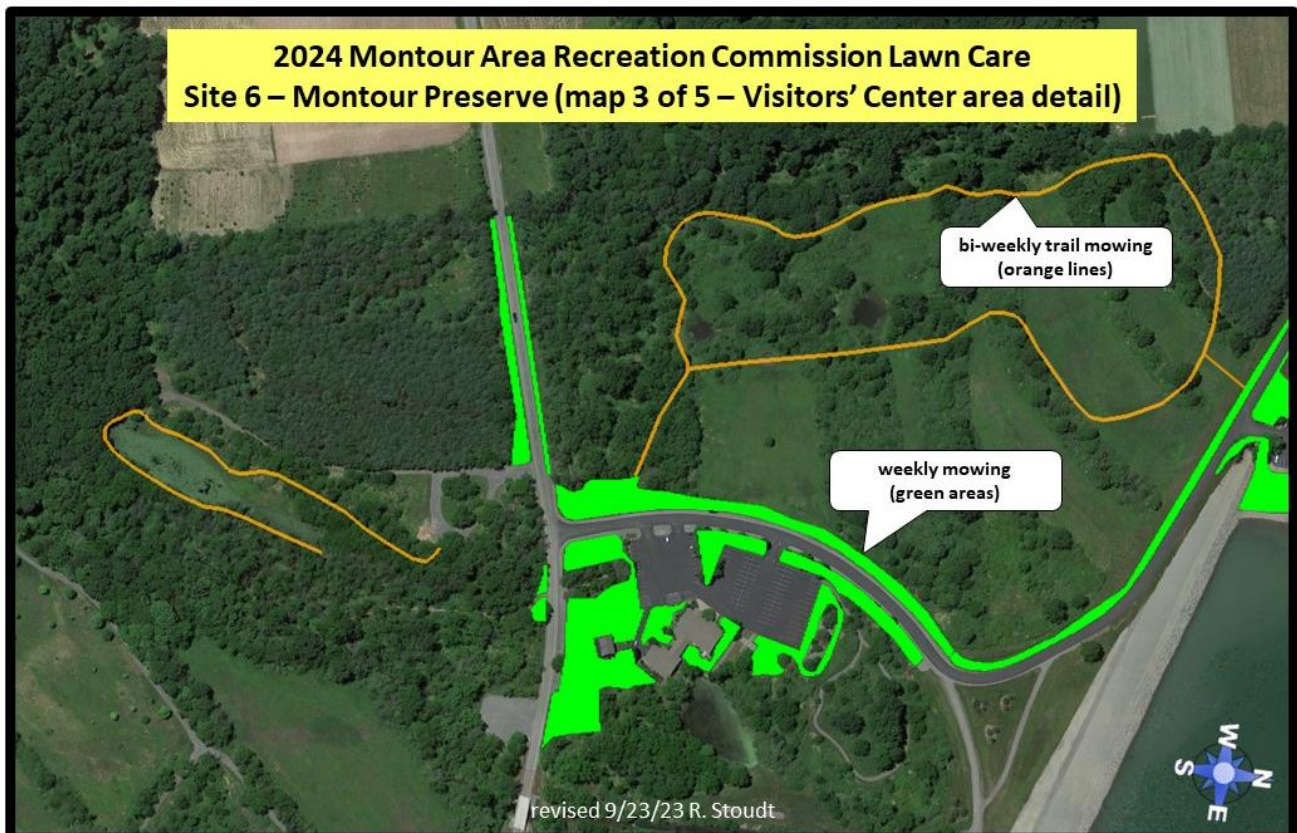 2024 Montour Area Recreation Commission Lawn Care
Site 6 – Montour Preserve (map 3 of 5 – Visitors’ Center area detail)
bi-weekly trail mowing
(orange lines)
weekly mowing
(green areas)
W
S
N
E
revised 9/23/23 R. Stoudt